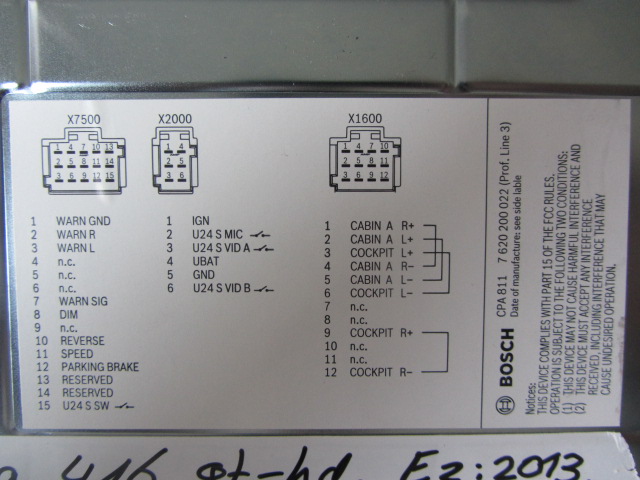 X7500
1 4 7 10 13
2 5 8 11 14
3 6 9 12 15
1 WARN GND
2 WARN R
3 WARN L
4 n.c.
5 n.c.
6 n.c.
7 WARN SIG
8 DIM
9 n.c.
10 REVERSE
11 SPEED
12 PARKING BRAKE
13 RESERVED
14 RESERVED
15 U24 S SW
X2000
1 4
2 5
3 6
1 IGN
2 U24 S MIC
3 U24 S VID A
4 UBAT
5 GND
6 U24 S VID B
X1600
1 4 7 10
2 5 8 11
3 6 9 12
1 CABIN A R+
2 CABIN A L+
3 COCKPIT L+
4 CABIN A R–
5 CABIN A L–
6 COCKPIT L–
7 n.c.
8 n.c.
9 COCKPIT R+
10 n.c.
11 n.c.
12 COCKPIT R–
BOSCH
CPA 811 7 620 200 022 (Prof. Line 3)
Date of manufacture: see side lable
Notices:
THIS DEVICE COMPLIES WITH PART 15 OF THE FCC RULES.
OPERATION IS SUBJECT TO THE FOLLOWING TWO CONDITIONS:
(1) THIS DEVICE MAY NOT CAUSE HARMFUL INTERFERENCE AND
(2) THIS DEVICE MUST ACCEPT ANY INTERFERENCE
RECEIVED, INCLUDING INTERFERENCE THAT MAY
CAUSE UNDESIRED OPERATION.
416 Ez: 2013